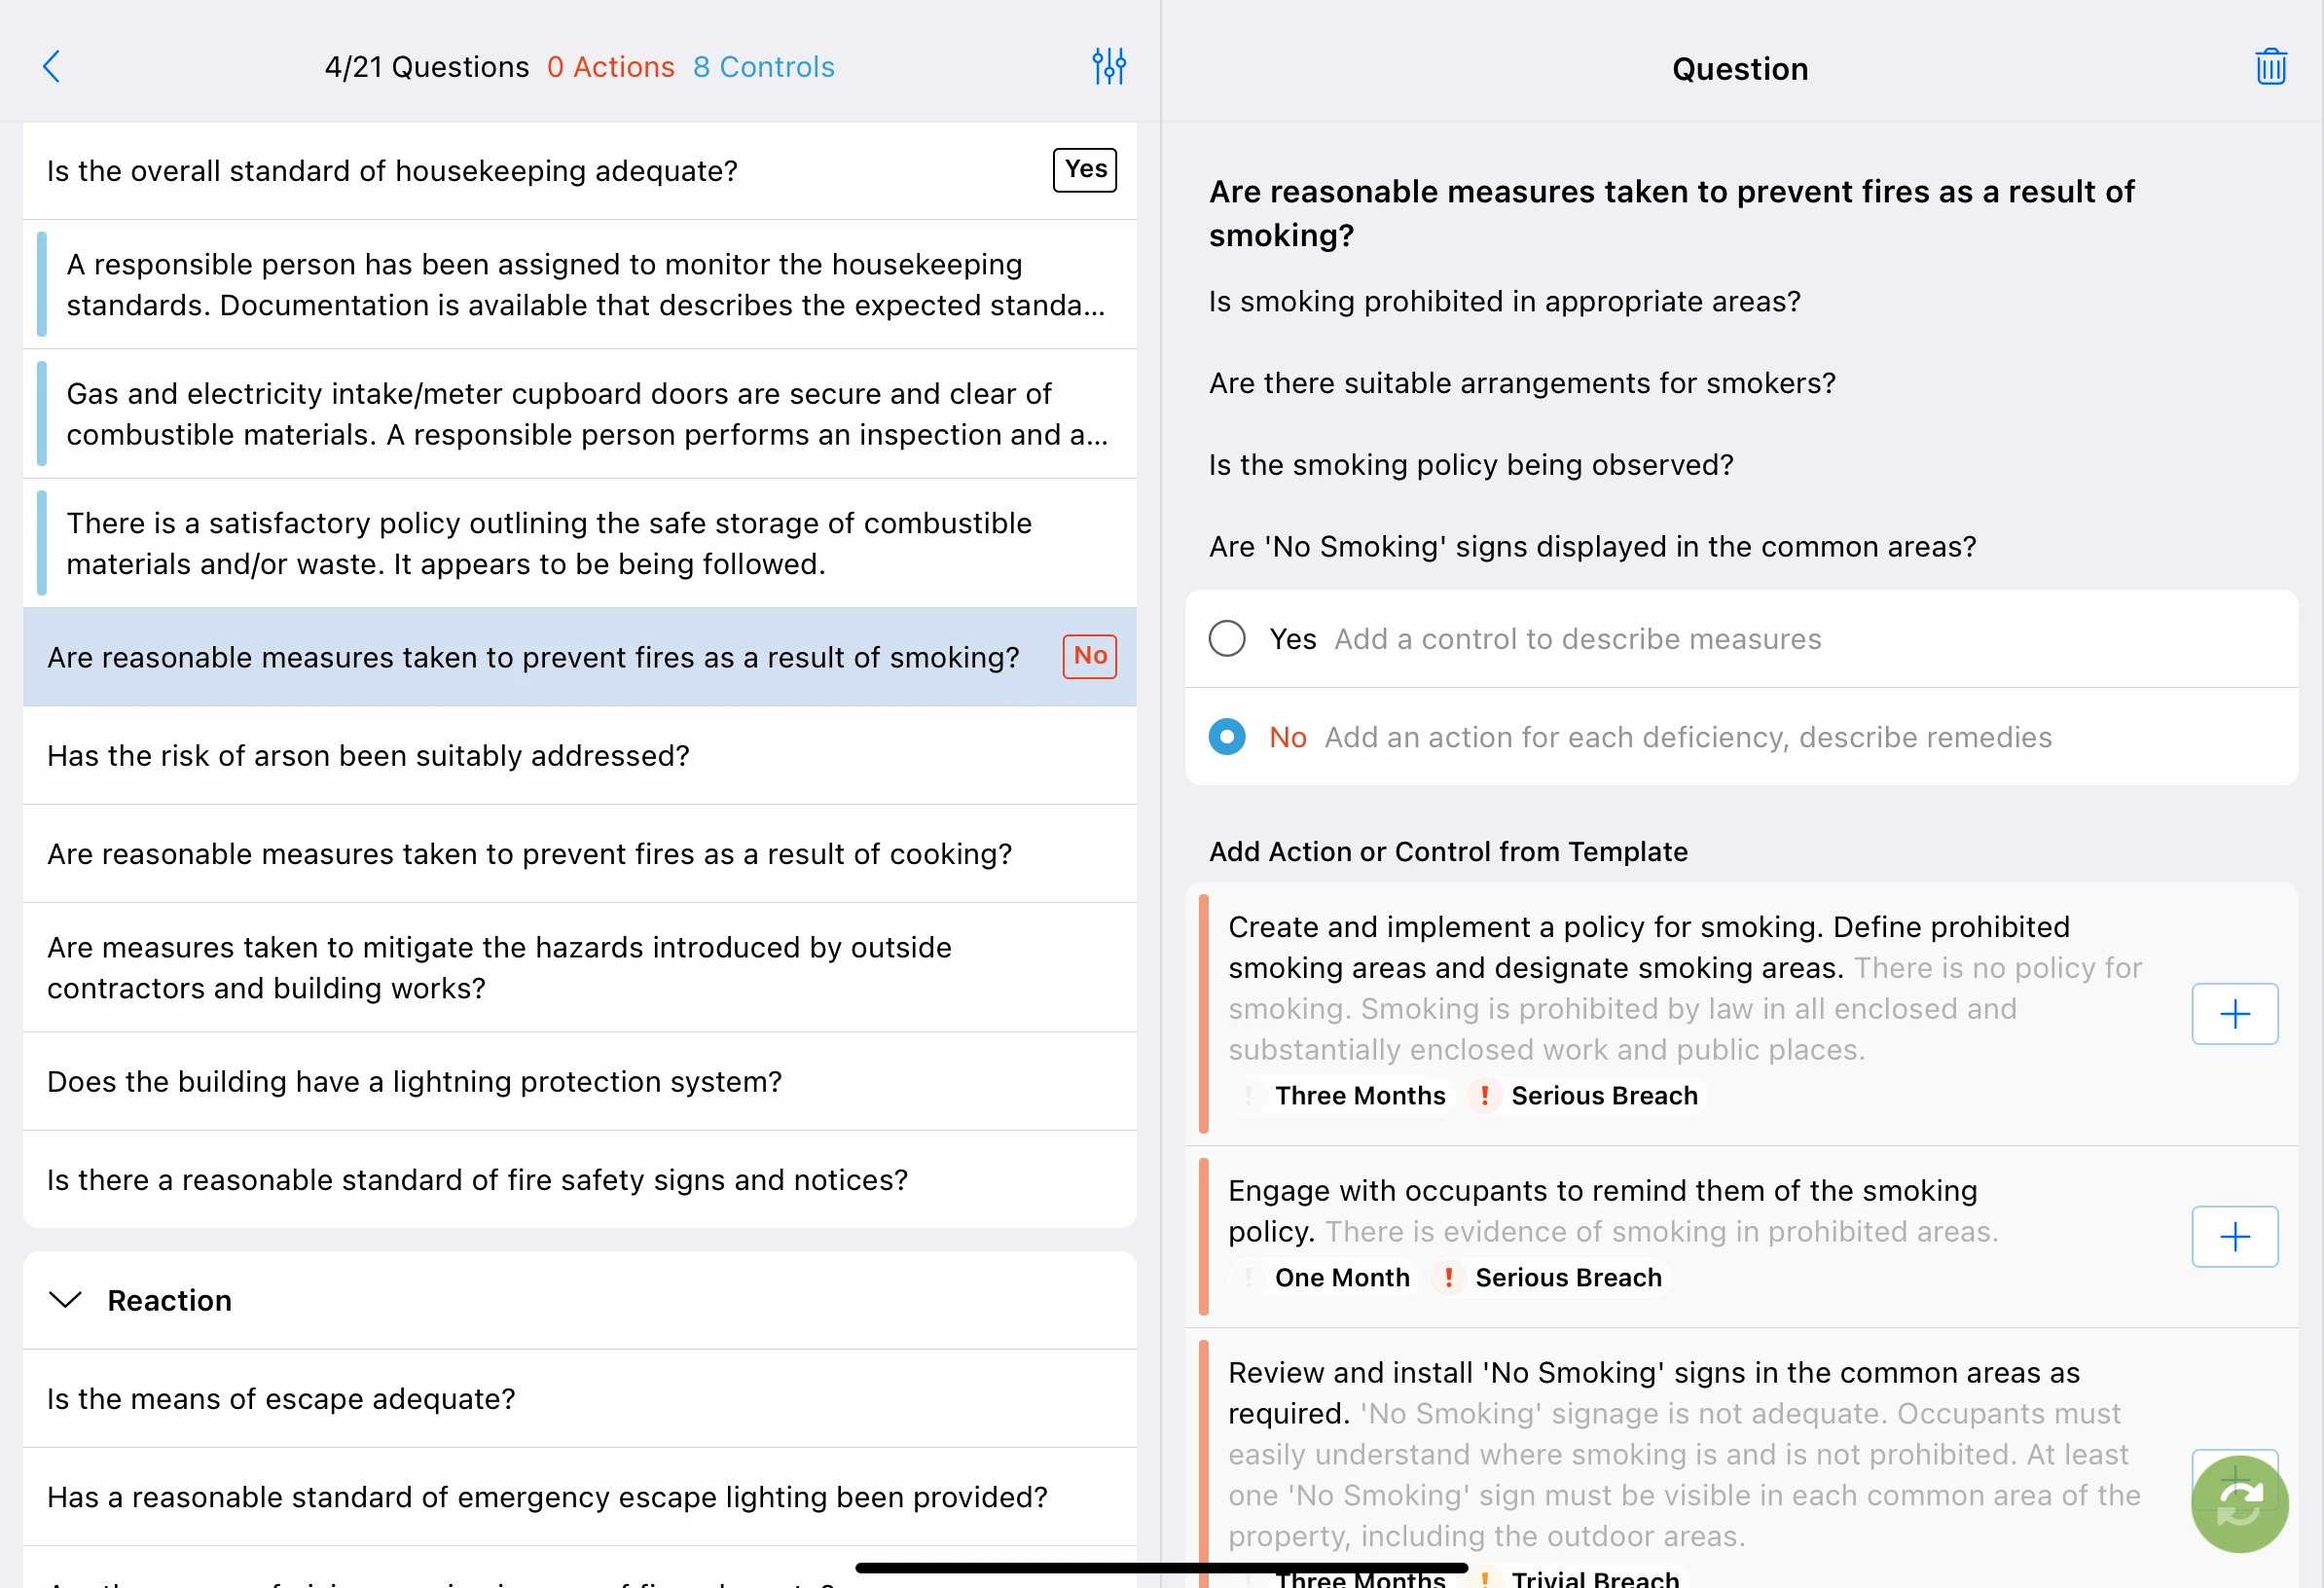 4/21 Questions 0 Actions 8 Controls
Is the overall standard of housekeeping adequate? Yes
A responsible person has been assigned to monitor the housekeeping
standards. Documentation is available that describes the expected standa...
Gas and electricity intake/meter cupboard doors are secure and clear of
combustible materials. A responsible person performs an inspection and a...
There is a satisfactory policy outlining the safe storage of combustible
materials and/or waste. It appears to be being followed.
Are reasonable measures taken to prevent fires as a result of smoking? No
Has the risk of arson been suitably addressed?
Are reasonable measures taken to prevent fires as a result of cooking?
Are measures taken to mitigate the hazards introduced by outside
contractors and building works?
Does the building have a lightning protection system?
Is there a reasonable standard of fire safety signs and notices?
Reaction
Is the means of escape adequate?
Has a reasonable standard of emergency escape lighting been provided?
Question
Are reasonable measures taken to prevent fires as a result of
smoking?
Is smoking prohibited in appropriate areas?
Are there suitable arrangements for smokers?
Is the smoking policy being observed?
Are 'No Smoking' signs displayed in the common areas?
Yes Add a control to describe measures
No Add an action for each deficiency, describe remedies
Add Action or Control from Template
Create and implement a policy for smoking. Define prohibited
smoking areas and designate smoking areas. There is no policy for
smoking. Smoking is prohibited by law in all enclosed and
substantially enclosed work and public places.
! Three Months ! Serious Breach
Engage with occupants to remind them of the smoking
policy. There is evidence of smoking in prohibited areas.
! One Month ! Serious Breach
Review and install 'No Smoking' signs in the common areas as
required. 'No Smoking' signage is not adequate. Occupants must
easily understand where smoking is and is not prohibited. At least
one 'No Smoking' sign must be visible in each common area of the
property, including the outdoor areas.
Three Months ! Trivial Breach